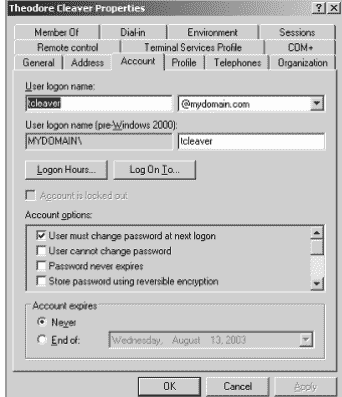 Theodore Cleaver Properties
Member Of Dial-in Environment Sessions
Remote control Terminal Services Profile COM+
General Address Account Profile Telephones Organization
User logon name:
tcleaver @mydomain.com
User logon name (pre-Windows 2000):
MYDOMAIN\ tcleaver
Logon Hours... Log On To...
Account is locked out
Account options:
User must change password at next logon
User cannot change password
Password never expires
Store password using reversible encryption
Account expires
Never
End of: Wednesday, August 13, 2003
OK Cancel Apply